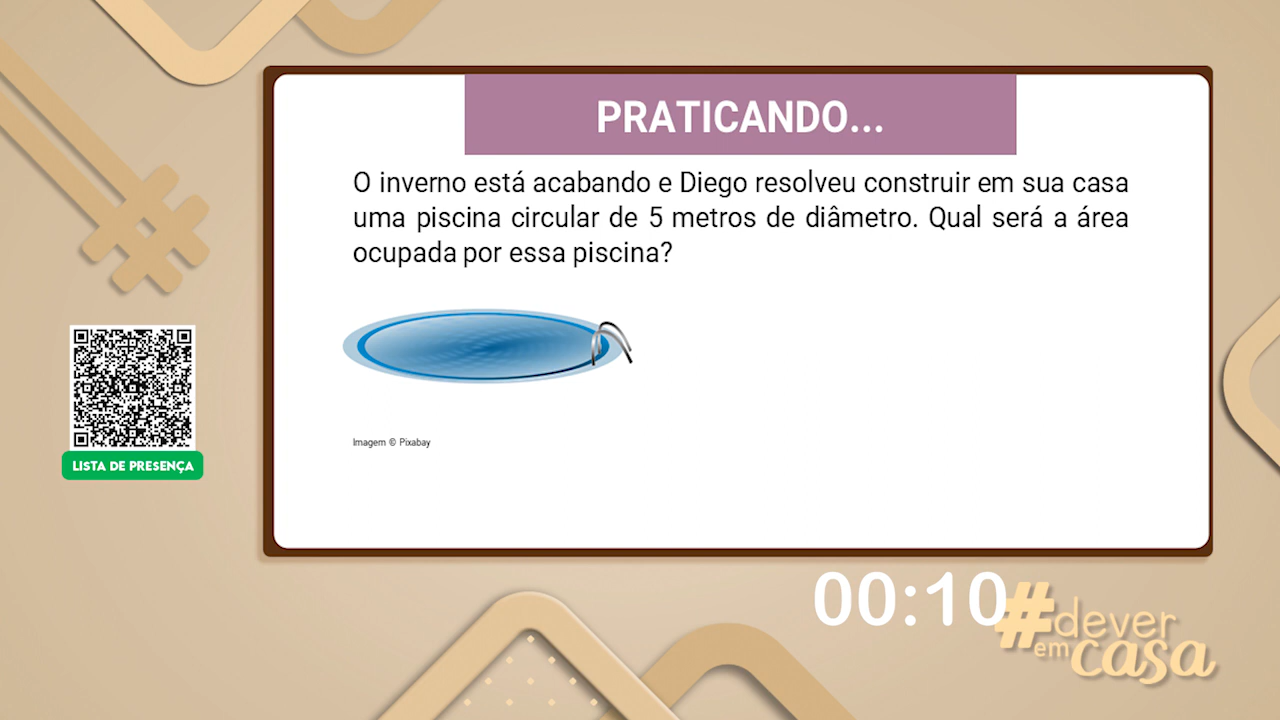 PRATICANDO...
O inverno está acabando e Diego resolveu construir em sua casa
uma piscina circular de 5 metros de diâmetro. Qual será a área
ocupada por essa piscina?
Imagem © Pixabay
LISTA DE PRESENÇA
00:10
#dever
em casa